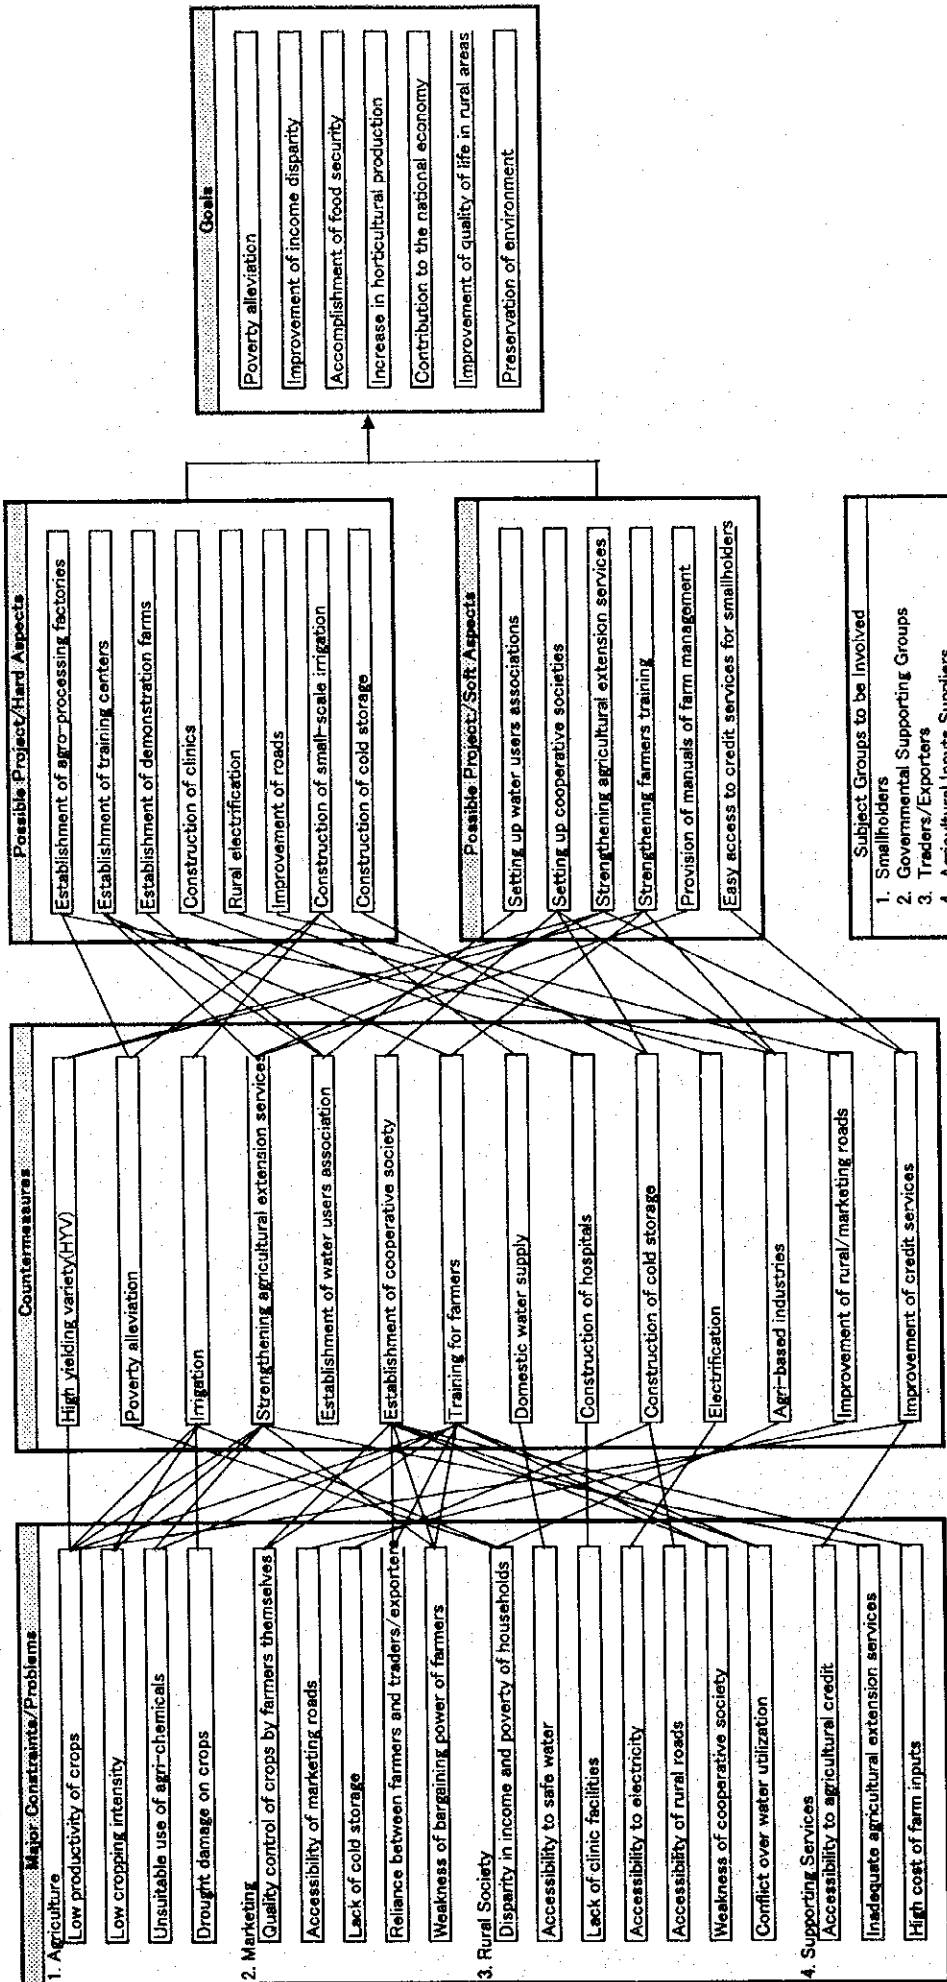 Major Constraints/Problems
1. Agriculture
Low productivity of crops
Low cropping intensity
Unsuitable use of agri-chemicals
Drought damage on crops
2. Marketing
Quality control of crops by farmers themselves
Accessibility of marketing roads
Lack of cold storage
Reliance between farmers and traders/exporters
Weakness of bargaining power of farmers
3. Rural Society
Disparity in income and poverty of households
Accessibility to safe water
Lack of clinic facilities
Accessibility to electricity
Accessibility of rural roads
Weakness of cooperative society
Conflict over water utilization
4. Supporting Services
Accessibility to agricultural credit
Inadequate agricultural extension services
High cost of farm inputs
Countermeasures
High yielding variety(HYV)
Poverty alleviation
Irrigation
Strengthening agricultural extension service
Establishment of water users association
Establishment of cooperative society
Training for farmers
Domestic water supply
Construction of hospitals
Construction of cold storage
Electrification
Agri-based industries
Improvement of rural/marketing roads
Improvement of credit services
Possible Project/Hard Aspects
Establishment of agro-processing factories
Establishment of training centers
Establishment of demonstration farms
Construction of clinics
Rural electrification
Improvement of roads
Construction of small-scale irrigation
Construction of cold storage
Possible Project/Soft Aspects
Setting up water users associations
Setting up cooperative societies
Strengthening agricultural extension services
Strengthening farmers training
Provision of manuals of farm management
Easy access to credit services for smallholders
Subject Groups to be Involved
1. Smallholders
2. Governmental Supporting Groups
3. Traders/Exporters
4. Agricultural Inputs Suppliers
Goals
Poverty alleviation
Improvement of income disparity
Accomplishment of food security
Increase in horticultural production
Contribution to the national economy
Improvement of quality of life in rural areas
Preservation of environment